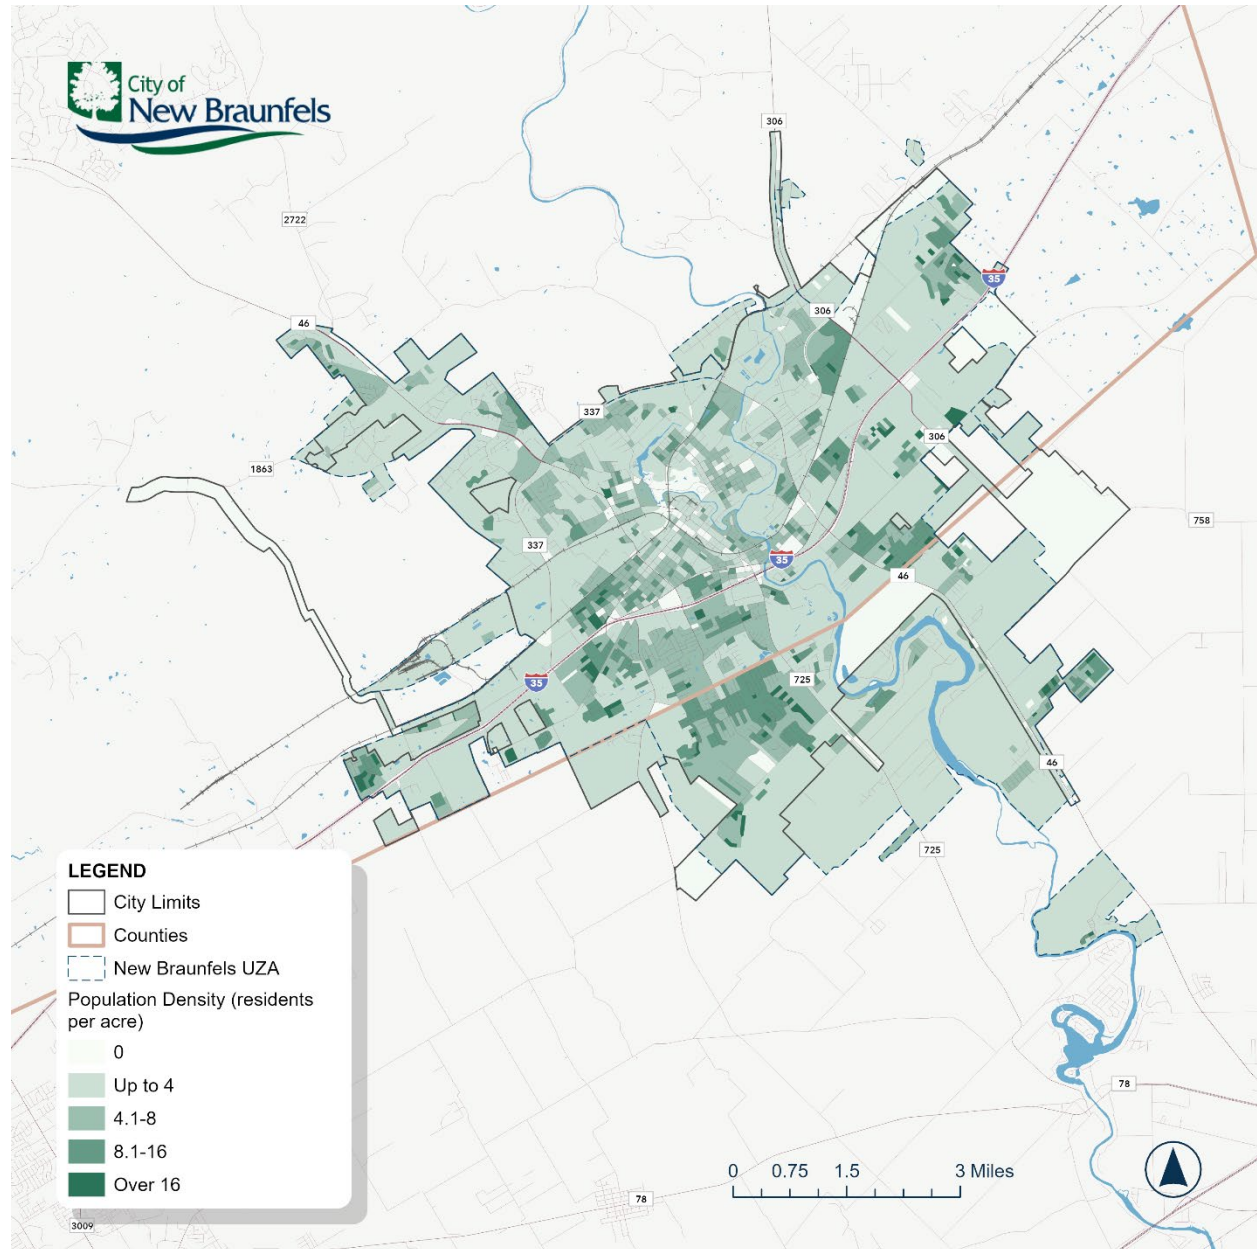 City of
New Braunfels
306
2722
35
46
306
337
306
1863
758
337
35
46
725
35
46
725
LEGEND
City Limits
Counties
New Braunfels UZA
Population Density (residents
per acre)
0
Up to 4
4.1-8
8.1-16
Over 16
78
0 0.75 1.5 3 Miles
78
3009